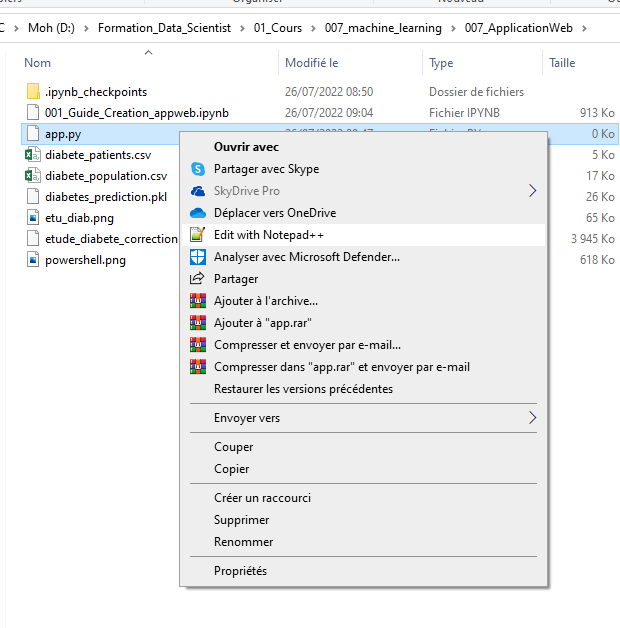 C > Moh (D:) > Formation_Data_Scientist > 01_Cours > 007_machine_learning > 007_ApplicationWeb >
Nom Modifié le Type Taille
.ipynb_checkpoints 26/07/2022 08:50 Dossier de fichiers
001_Guide_Creation_appweb.ipynb 26/07/2022 09:04 Fichier IPYNB 913 Ko
app.py 0 Ko
diabete_patients.csv 5 Ko
diabete_population.csv 17 Ko
diabetes_prediction.pkl 26 Ko
etu_diab.png 65 Ko
etude_diabete_correction 3 945 Ko
powershell.png 618 Ko
Ouvrir avec
Partager avec Skype
SkyDrive Pro
Déplacer vers OneDrive
Edit with Notepad++
Analyser avec Microsoft Defender...
Partager
Ajouter à l'archive...
Ajouter à "app.rar"
Compresser et envoyer par e-mail...
Compresser dans "app.rar" et envoyer par e-mail
Restaurer les versions précédentes
Envoyer vers
Couper
Copier
Créer un raccourci
Supprimer
Renommer
Propriétés